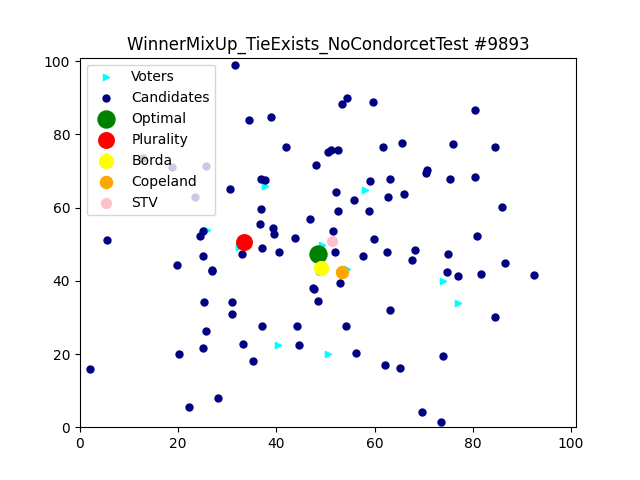 WinnerMixUp_TieExists_NoCondorcetTest #9893
Voters
Candidates
Optimal
Plurality
Borda
Copeland
STV
100
80
60
40
20
0
0 20 40 60 80 100